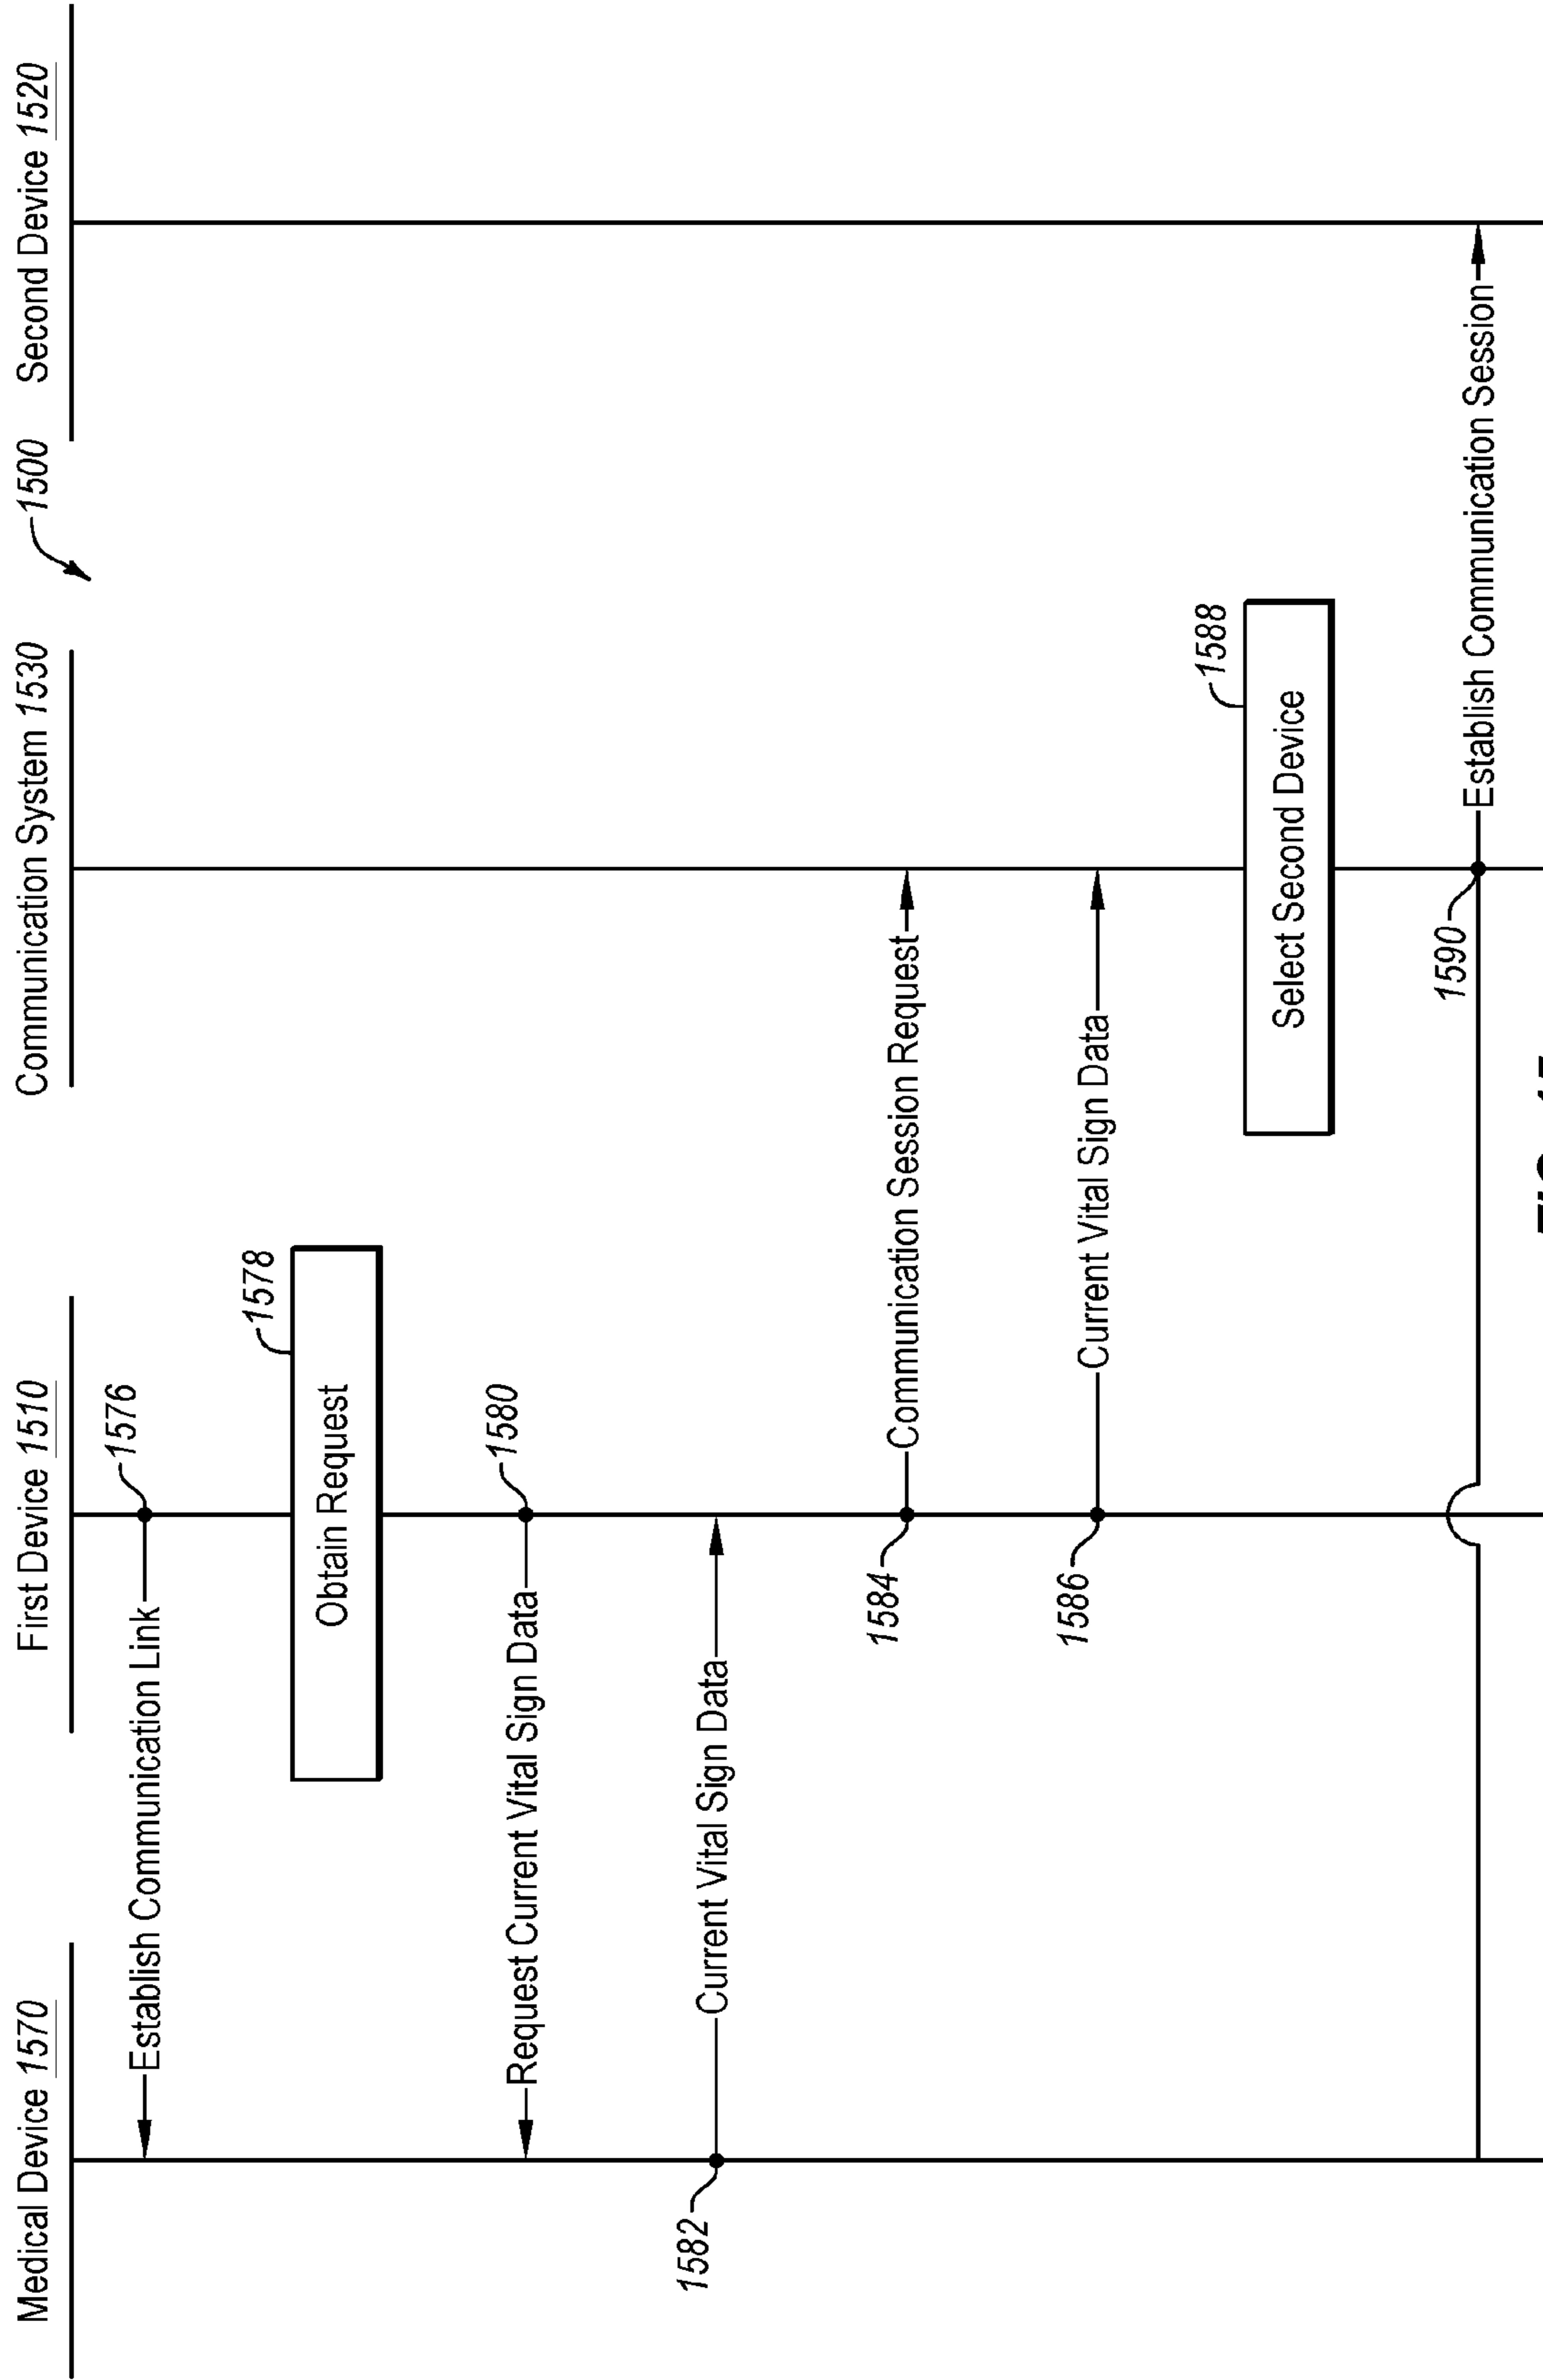 Medical Device 1570
First Device 1510
Communication System 1530
1500
Second Device 1520
1576
Establish Communication Link
1578
Obtain Request
1580
Request Current Vital Sign Data
1582
Current Vital Sign Data
1584
Communication Session Request
1586
Current Vital Sign Data
1588
Select Second Device
1590
Establish Communication Session